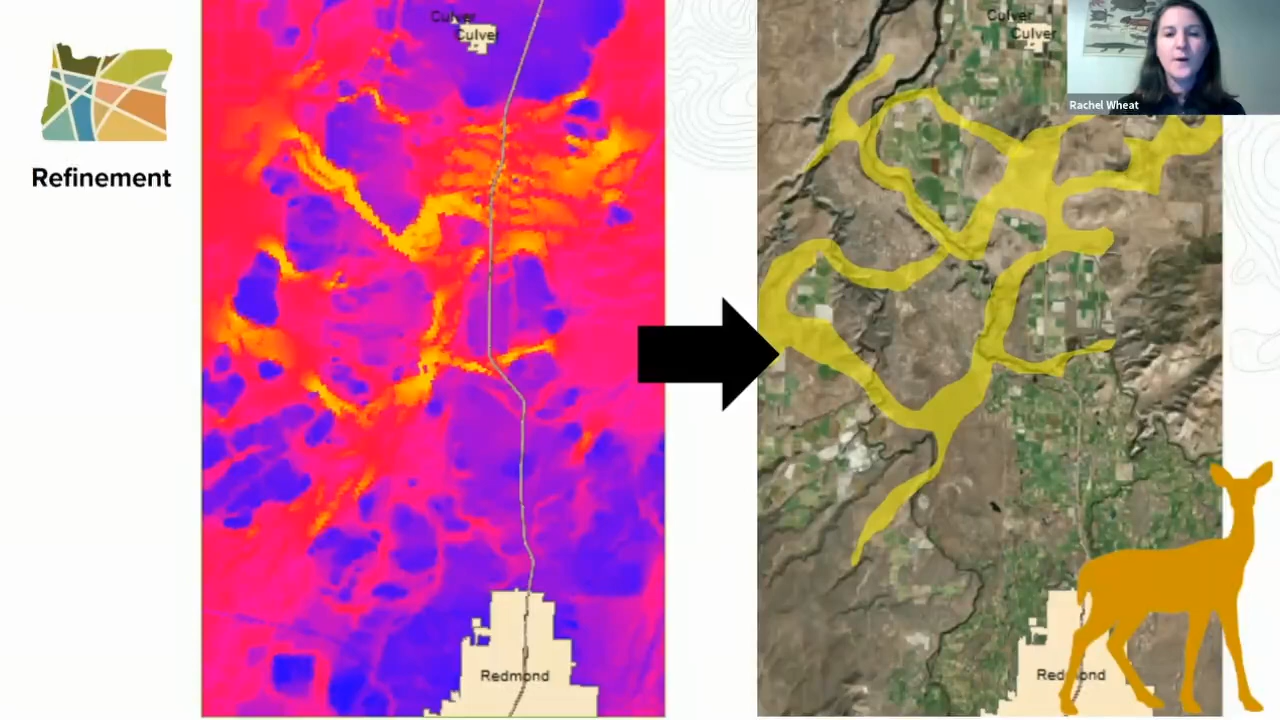 Refinement
Culver
Culver
Redmond
Culver
Culver
Redmond
Rachel Wheat